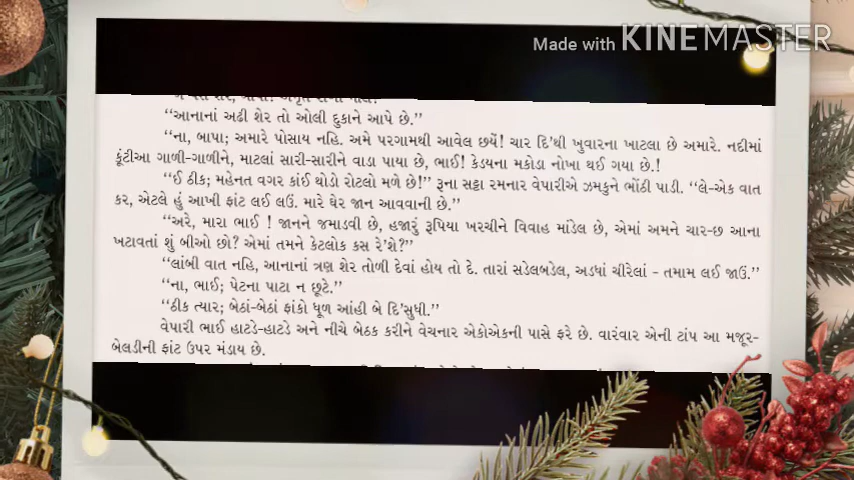 Made with KINEMASTER
“આનાનાં અઢી શેર તો ઓલી દુકાને આપે છે.”
“ના, બાપા; અમારે પોસાય નહિ. અમે પરગામથી આવેલ છયેં! ચાર દિ'થી ખુવારના ખાટલા છે અમારે. નદીમાં
કૂંટીઆ ગાળી-ગાળીને, માટલાં સારી-સારીને વાડા પાયા છે, ભાઈ! કેડયના મકોડા નોખા થઈ ગયા છે.!
“ઈ ઠીક; મહેનત વગર કાંઈ થોડો રોટલો મળે છે!” રૂના સટ્ટા રમનાર વેપારીએ ઝમકુને ભોંઠી પાડી. “લે-એક વાત
કર, એટલે હું આખી ફાંટ લઈ લઉં. મારે ઘેર જાન આવવાની છે.”
“અરે, મારા ભાઈ ! જાનને જમાડવી છે, હજારું રૂપિયા ખરચીને વિવાહ માંડેલ છે, એમાં અમને ચાર-છ આના
ખટાવતાં શું બીઓ છો? એમાં તમને કેટલોક કસ રે'શે?”
“લાંબી વાત નહિ, આનાનાં ત્રણ શેર તોળી દેવાં હોય તો દે. તારાં સડેલબડેલ, અડધાં ચીરેલાં - તમામ લઈ જાઉં.”
“ના, ભાઈ; પેટના પાટા ન છૂટે.”
“ઠીક ત્યાર; બેઠાં-બેઠાં ફાંકો ધૂળ આંહી બે દિ'સુધી.”
વેપારી ભાઈ હાટડે-હાટડે અને નીચે બેઠક કરીને વેચનાર એકોએકની પાસે ફરે છે. વારંવાર એની ટાંપ આ મજૂર-
બેલડીની ફાંટ ઉપર મંડાય છે.